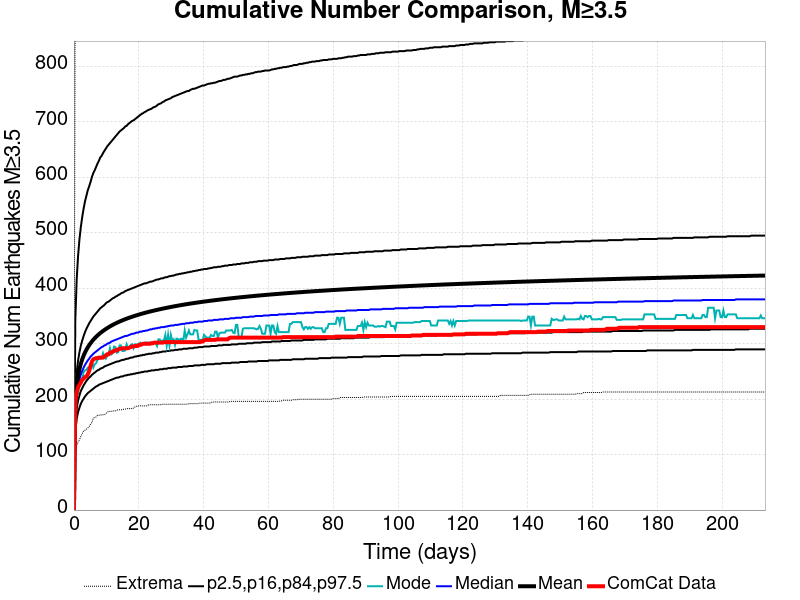 Cumulative Number Comparison, M≥3.5
Cumulative Num Earthquakes M≥3.5
800
700
600
500
400
300
200
100
0
0 20 40 60 80 100 120 140 160 180 200
Time (days)
Extrema p2.5,p16,p84,p97.5 Mode Median Mean ComCat Data